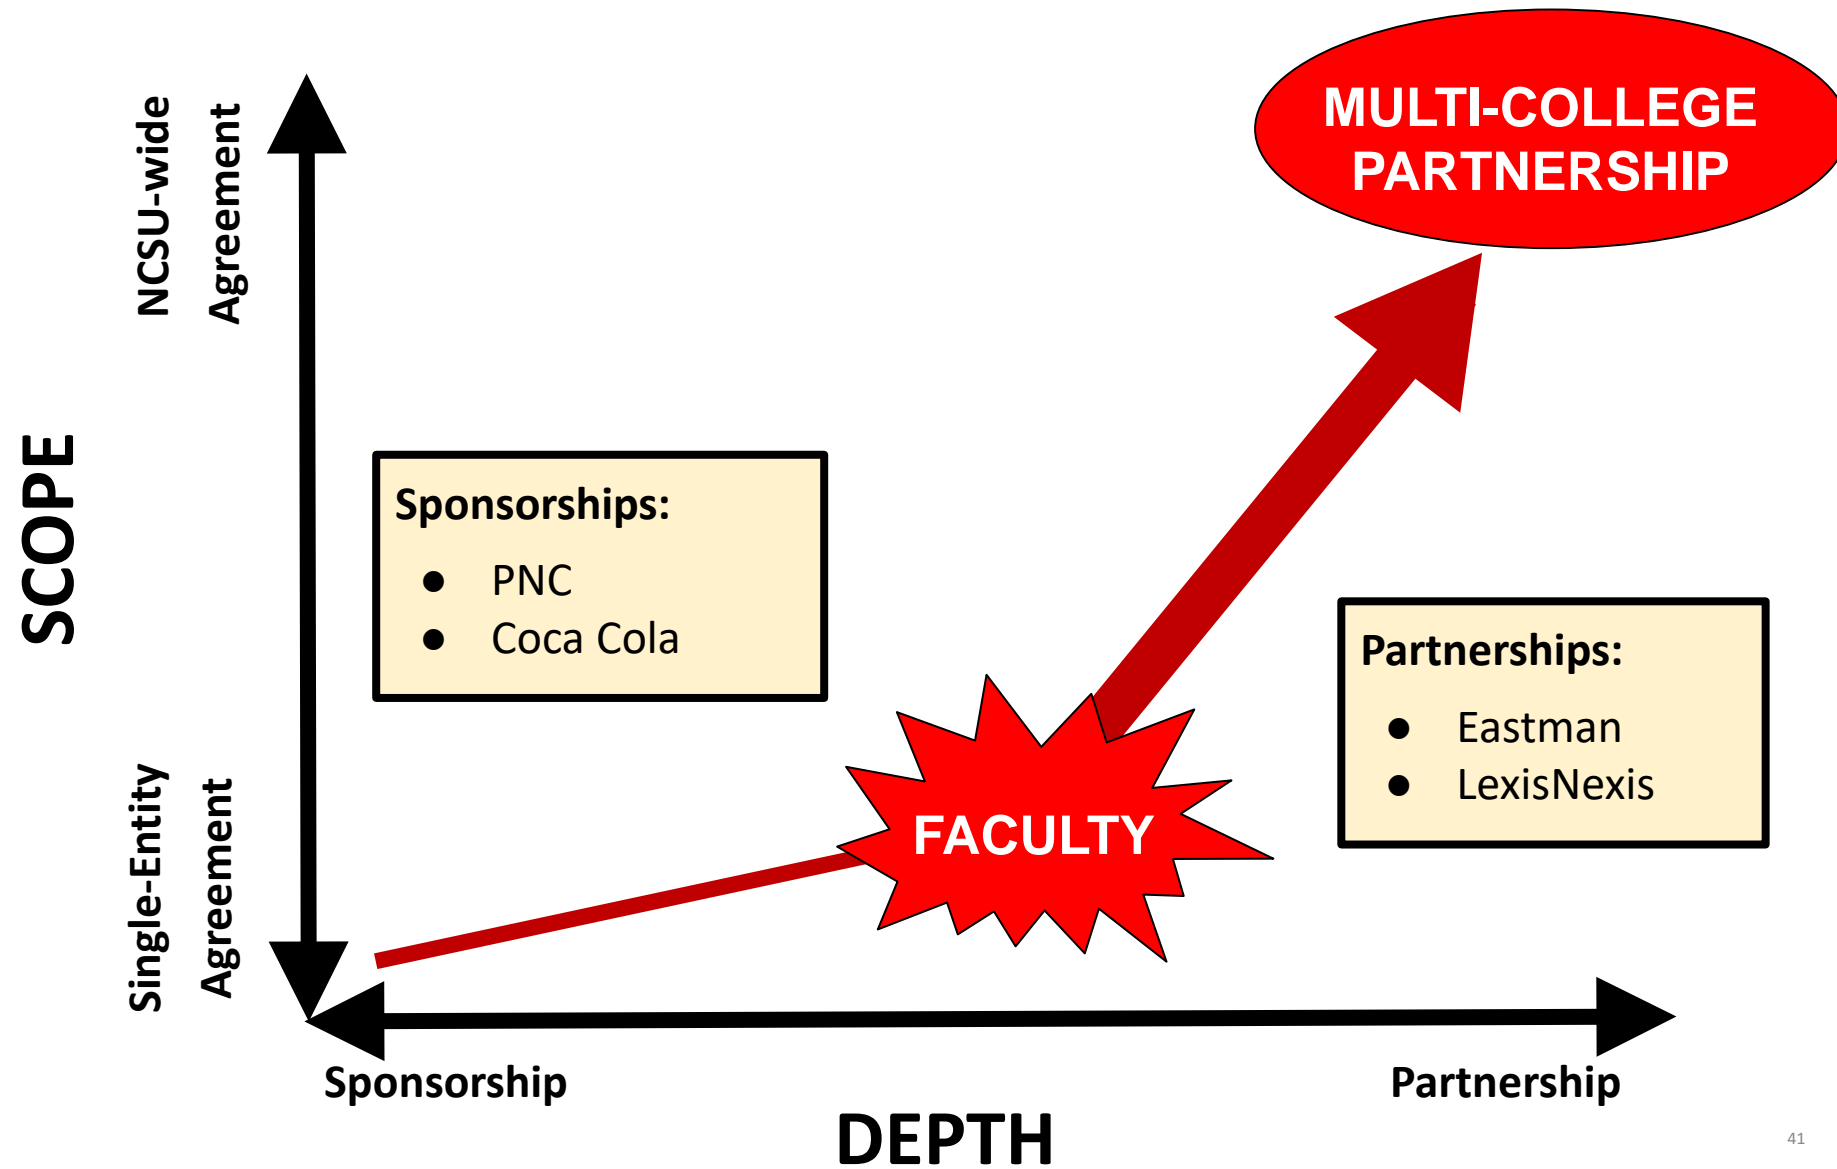 MULTI-COLLEGE
PARTNERSHIP
NCSU-wide
Agreement
SCOPE
Sponsorships:
● PNC
● Coca Cola
Partnerships:
● Eastman
● LexisNexis
FACULTY
Single-Entity
Agreement
Sponsorship
Partnership
DEPTH
41